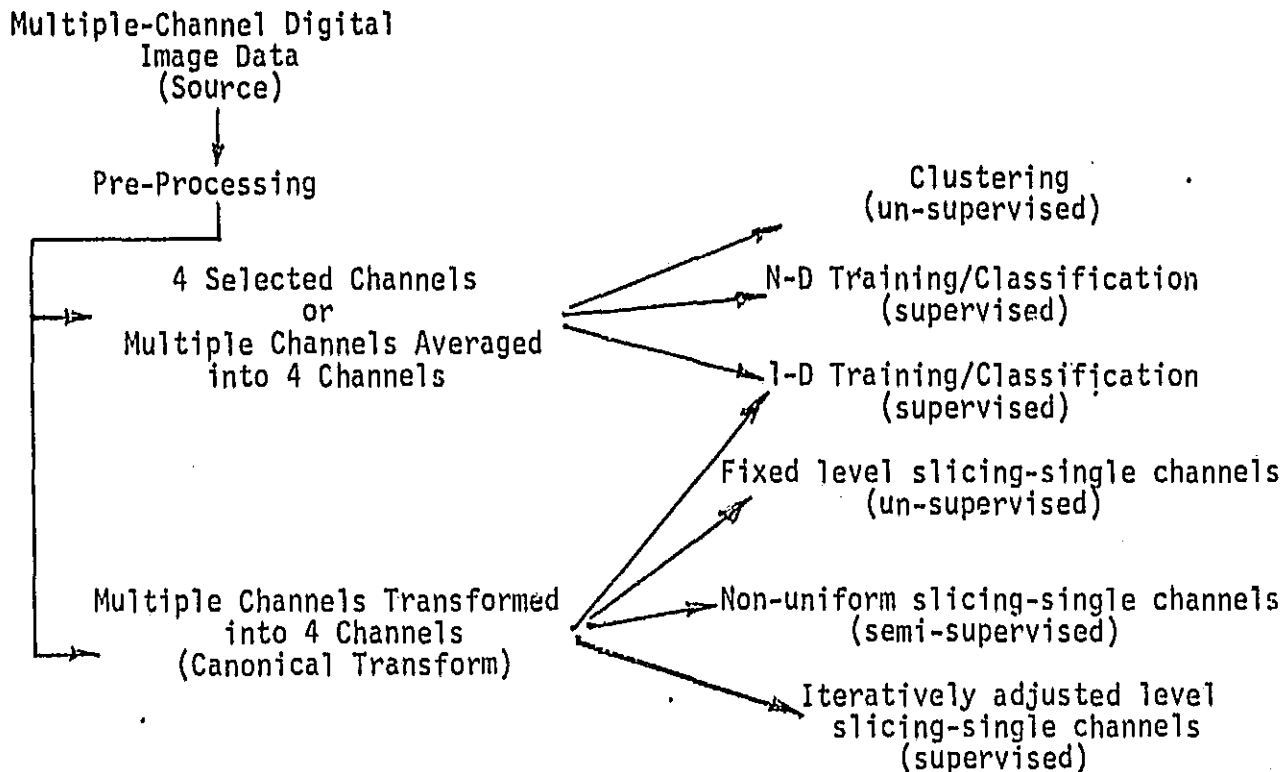 Multiple-Channel Digital
Image Data
(Source)
Pre-Processing
4 Selected Channels
or
Multiple Channels Averaged
into 4 Channels
Multiple Channels Transformed
into 4 Channels
(Canonical Transform)
Clustering
(un-supervised)
N-D Training/Classification
(supervised)
1-D Training/Classification
(supervised)
Fixed level slicing-single channels
(un-supervised)
Non-uniform slicing-single channels
(semi-supervised)
Iteratively adjusted level
slicing-single channels
(supervised)